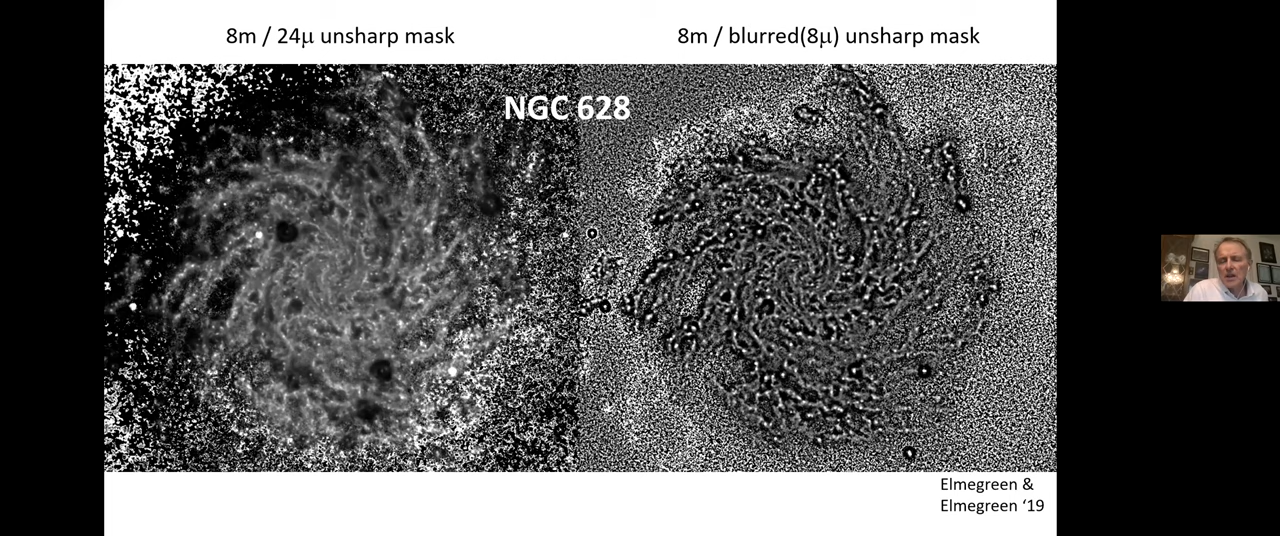 8m / 24μ unsharp mask
8m / blurred(8μ) unsharp mask
NGC 628
Elmegreen &
Elmegreen ‘19